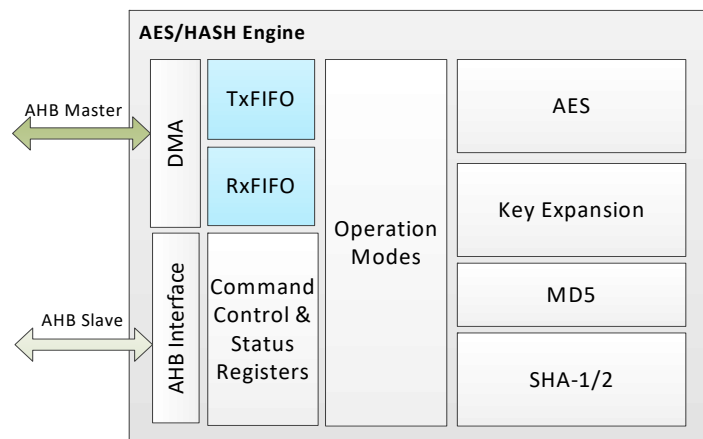 AES/HASH Engine
AHB Master
DMA
TxFIFO
RxFIFO
AHB Slave
AHB Interface
Command
Control &
Status
Registers
Operation
Modes
AES
Key Expansion
MD5
SHA-1/2